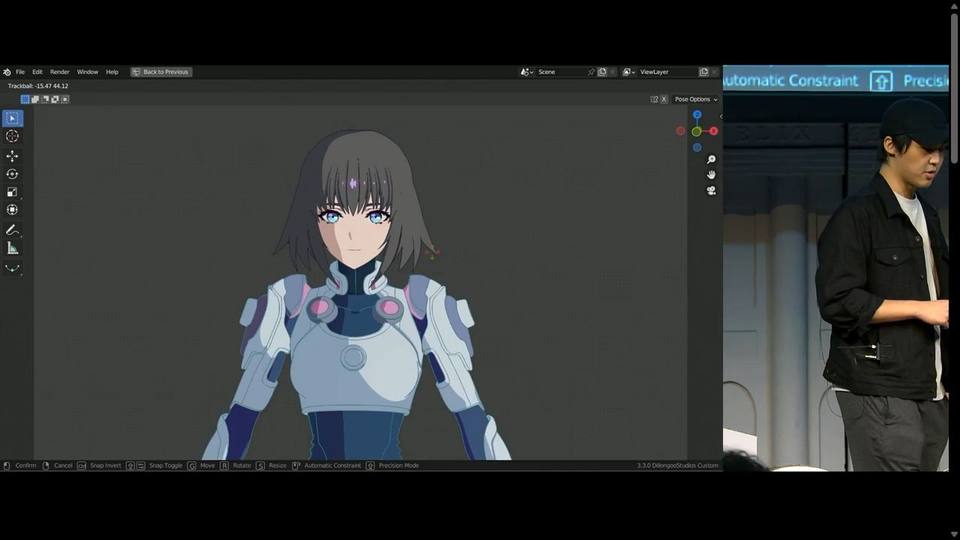 File Edit Render Window Help Back to Previous Scene ViewLayer
Trackball: -15.47 44.12
Pose Options
Z
X
Confirm Cancel Snap Invert Snap Toggle G Move R Rotate S Resize Automatic Constraint Precision Mode 3.3.0 DillongooStudios Custom
utomatic Constraint Precisi